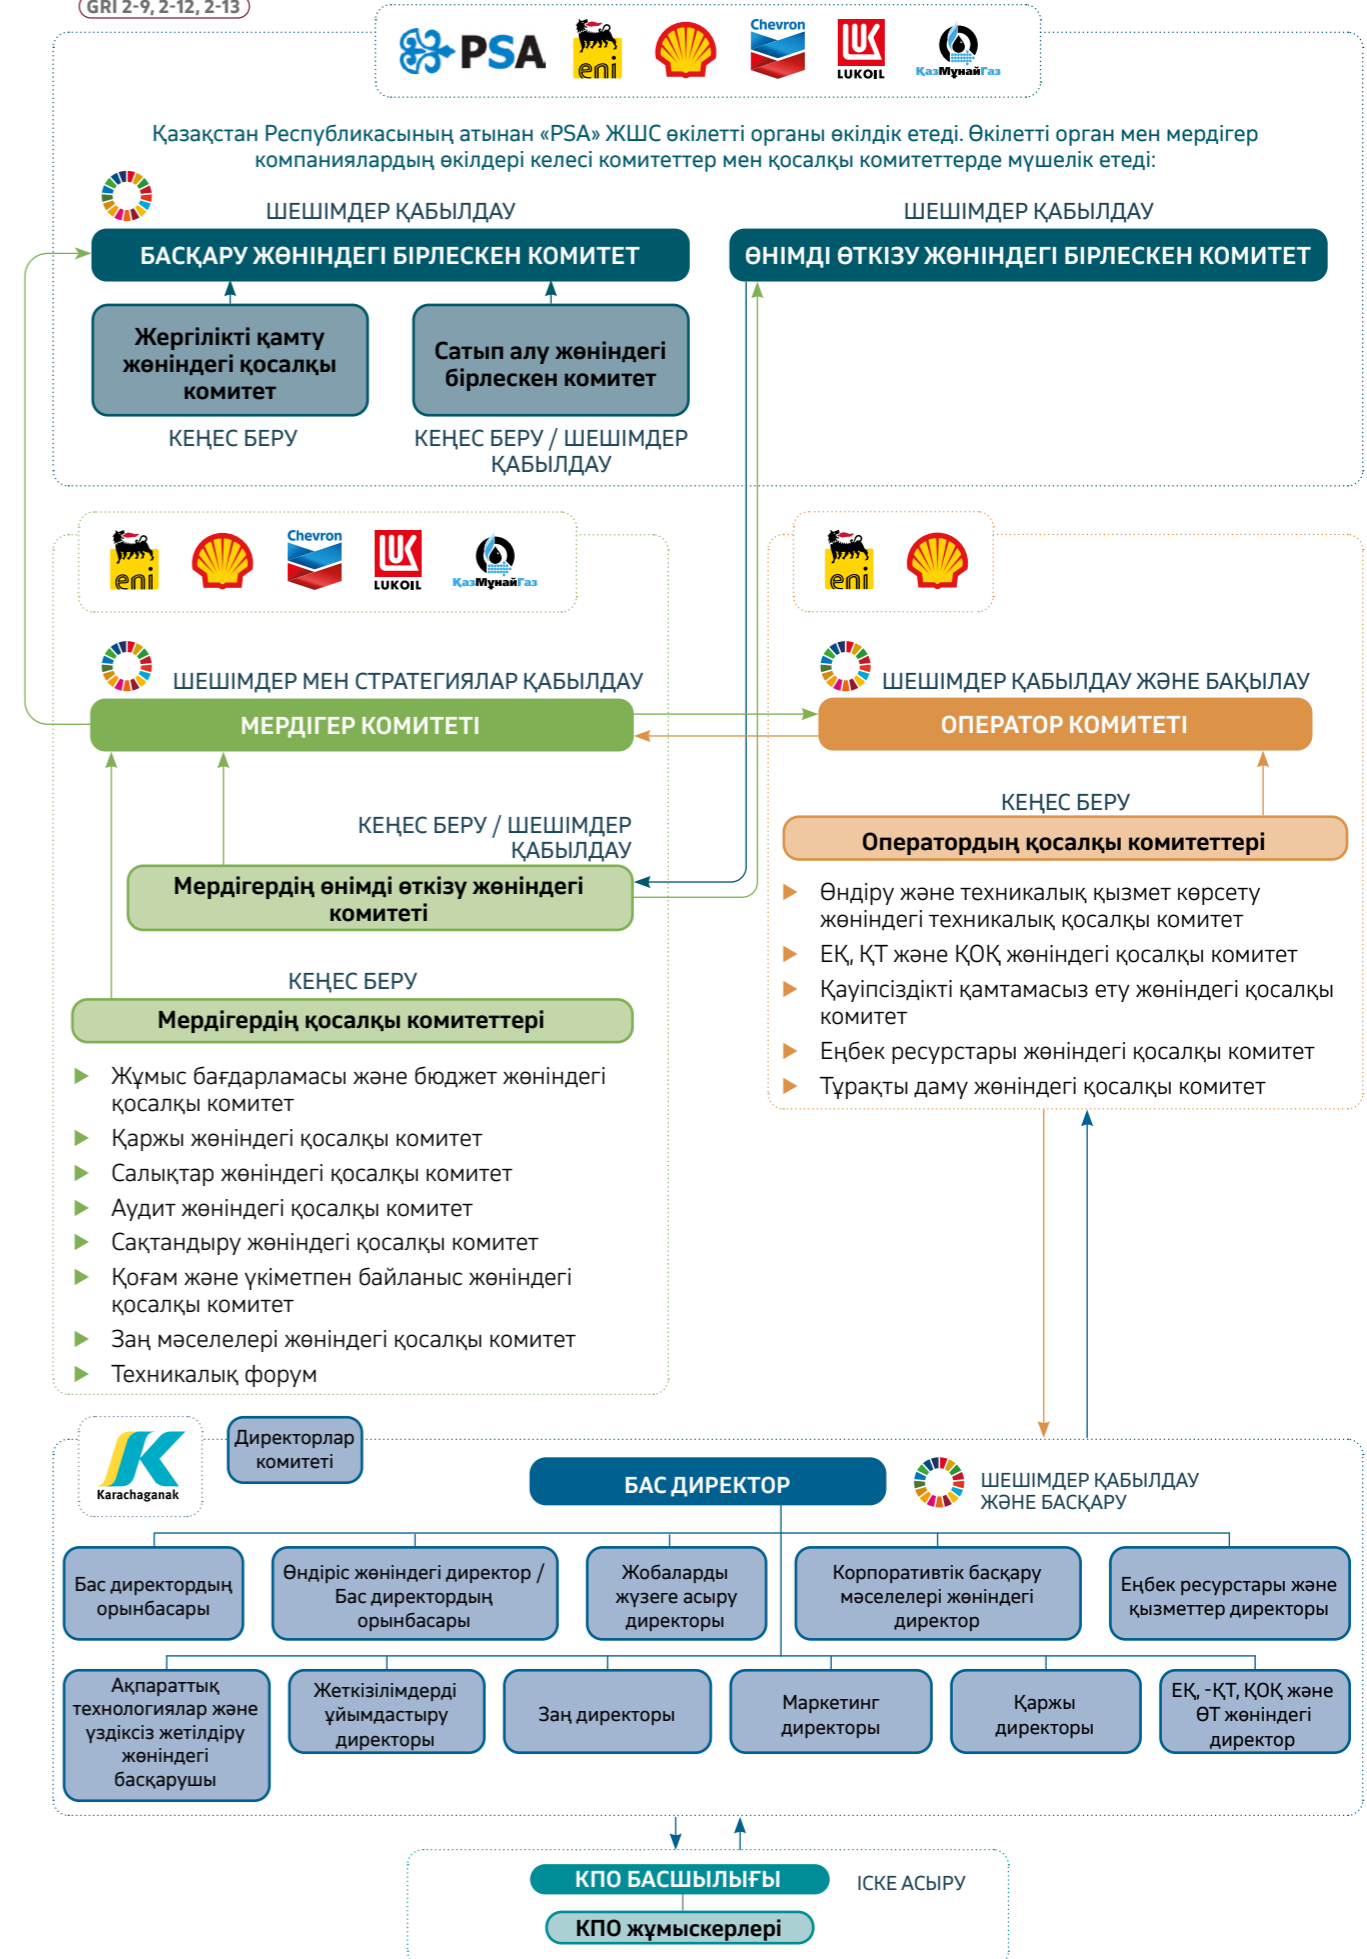 GRI 2-9, 2-12, 2-13
PSA
eni
Chevron
LUK
LUKOIL
ҚазМұнайГаз
Қазақстан Республикасының атынан «PSA» ЖШС өкілетті органы өкілдік етеді. Өкілетті орган мен мердігер
компаниялардың өкілдері келесі комитеттер мен қосалқы комитеттерде мүшелік етеді:
ШЕШІМДЕР ҚАБЫЛДАУ
БАСҚАРУ ЖӨНІНДЕГІ БІРЛЕСКЕН КОМИТЕТ
Жергілікті қамту
жөніндегі қосалқы
комитет
КЕҢЕС БЕРУ
Сатып алу жөніндегі
бірлескен комитет
КЕҢЕС БЕРУ / ШЕШІМДЕР
ҚАБЫЛДАУ
ШЕШІМДЕР ҚАБЫЛДАУ
ӨНІМДІ ӨТКІЗУ ЖӨНІНДЕГІ БІРЛЕСКЕН КОМИТЕТ
eni
Chevron
LUK
LUKOIL
ҚазМұнайГаз
ШЕШІМДЕР МЕН СТРАТЕГИЯЛАР ҚАБЫЛДАУ
МЕРДІГЕР КОМИТЕТІ
КЕҢЕС БЕРУ / ШЕШІМДЕР
ҚАБЫЛДАУ
Мердігердің өнімді өткізу жөніндегі
комитеті
КЕҢЕС БЕРУ
Мердігердің қосалқы комитеттері
Жұмыс бағдарламасы және бюджет жөніндегі
қосалқы комитет
Қаржы жөніндегі қосалқы комитет
Салықтар жөніндегі қосалқы комитет
Аудит жөніндегі қосалқы комитет
Сақтандыру жөніндегі қосалқы комитет
Қоғам және үкіметпен байланыс жөніндегі
қосалқы комитет
Заң мәселелері жөніндегі қосалқы комитет
Техникалық форум
eni
ШЕШІМДЕР ҚАБЫЛДАУ ЖӘНЕ БАҚЫЛАУ
ОПЕРАТОР КОМИТЕТІ
КЕҢЕС БЕРУ
Оператордың қосалқы комитеттері
Өндіру және техникалық қызмет көрсету
жөніндегі техникалық қосалқы комитет
ЕҚ, ҚТ және ҚОҚ жөніндегі қосалқы комитет
Қауіпсіздікті қамтамасыз ету жөніндегі қосалқы
комитет
Еңбек ресурстары жөніндегі қосалқы комитет
Тұрақты даму жөніндегі қосалқы комитет
Karachaganak
Директорлар
комитеті
БАС ДИРЕКТОР
ШЕШІМДЕР ҚАБЫЛДАУ
ЖӘНЕ БАСҚАРУ
Бас директордың
орынбасары
Өндіріс жөніндегі директор /
Бас директордың
орынбасары
Жобаларды
жүзеге асыру
директоры
Корпоративтік басқару
мәселелері жөніндегі
директор
Еңбек ресурстары және
қызметтер директоры
Ақпараттық
технологиялар және
үздіксіз жетілдіру
жөніндегі
басқарушы
Жеткізілімдерді
ұйымдастыру
директоры
Заң директоры
Маркетинг
директоры
Қаржы
директоры
ЕҚ, -ҚТ, ҚОҚ және
ӨТ жөніндегі
директор
КПО БАСШЫЛЫҒЫ
ІСКЕ АСЫРУ
КПО жұмыскерлері